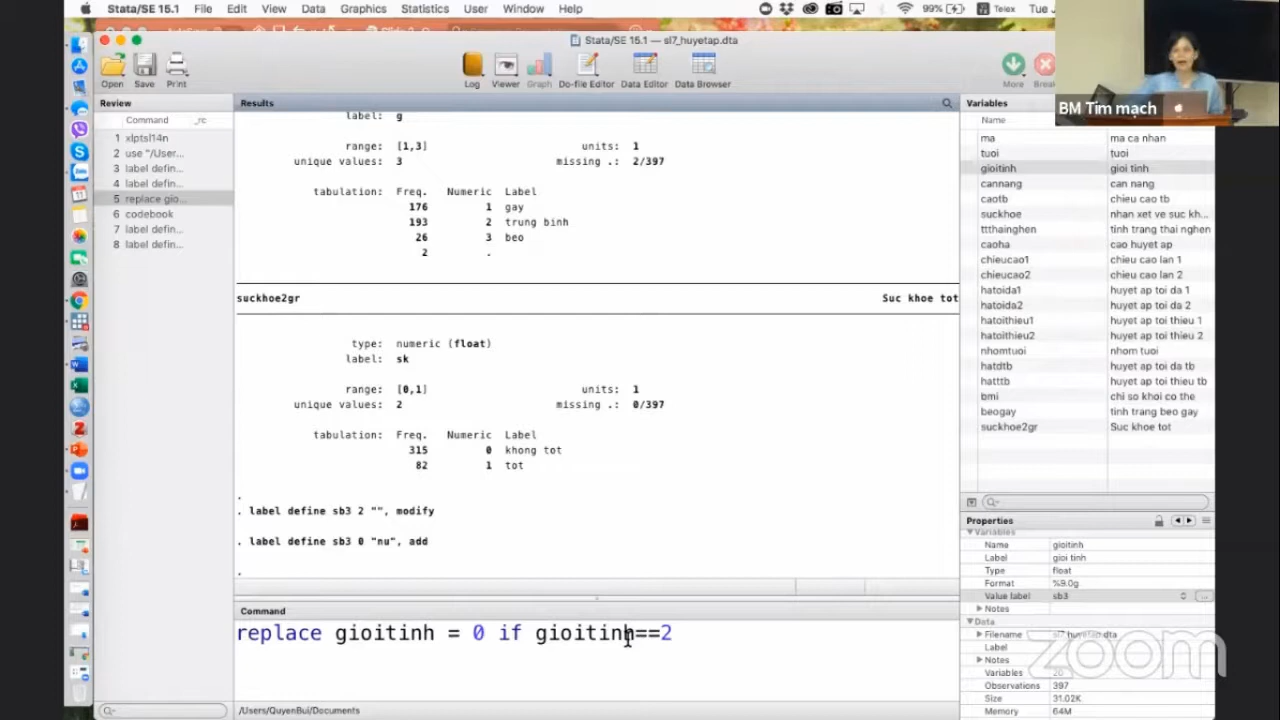 Stata/SE 15.1 File Edit View Data Graphics Statistics User Window Help 99% Telex Tue
Stata/SE 15.1 — sl7_huyetap.dta
Open Save Print Log Viewer Graph Do-file Editor Data Editor Data Browser More Break
BM Tim mạch
Review
Command _rc
1 xlptsl14n
2 use "/User...
3 label defin...
4 label defin...
5 replace gio...
6 codebook
7 label defin...
8 label defin...
Results
label: g
range: [1,3] units: 1
unique values: 3 missing .: 2/397
tabulation: Freq. Numeric Label
176 1 gay
193 2 trung binh
26 3 beo
2 .
suckhoe2gr Suc khoe tot
type: numeric (float)
label: sk
range: [0,1] units: 1
unique values: 2 missing .: 0/397
tabulation: Freq. Numeric Label
315 0 khong tot
82 1 tot
.
. label define sb3 2 "", modify
. label define sb3 0 "nu", add
.
Command
replace gioitinh = 0 if gioitinh==2
/Users/QuyenBui/Documents
Variables
Name
ma ma ca nhan
tuoi tuoi
gioitinh gioi tinh
cannang can nang
caotb chieu cao tb
suckhoe nhan xet ve suc kh...
ttthainghen tinh trang thai nghen
caoha cao huyet ap
chieucao1 chieu cao lan 1
chieucao2 chieu cao lan 2
hatoida1 huyet ap toi da 1
hatoida2 huyet ap toi da 2
hatoithieu1 huyet ap toi thieu 1
hatoithieu2 huyet ap toi thieu 2
nhomtuoi nhom tuoi
hatdtb huyet ap toi da tb
hatttb huyet ap toi thieu tb
bmi chi so khoi co the
beogay tinh trang beo gay
suckhoe2gr Suc khoe tot
Properties
Variables
Name gioitinh
Label gioi tinh
Type float
Format %9.0g
Value label sb3
Notes
Data
Filename sl7_huyetap.dta
Label
Notes
Variables 20
Observations 397
Size 31.02K
Memory 64M
zoom